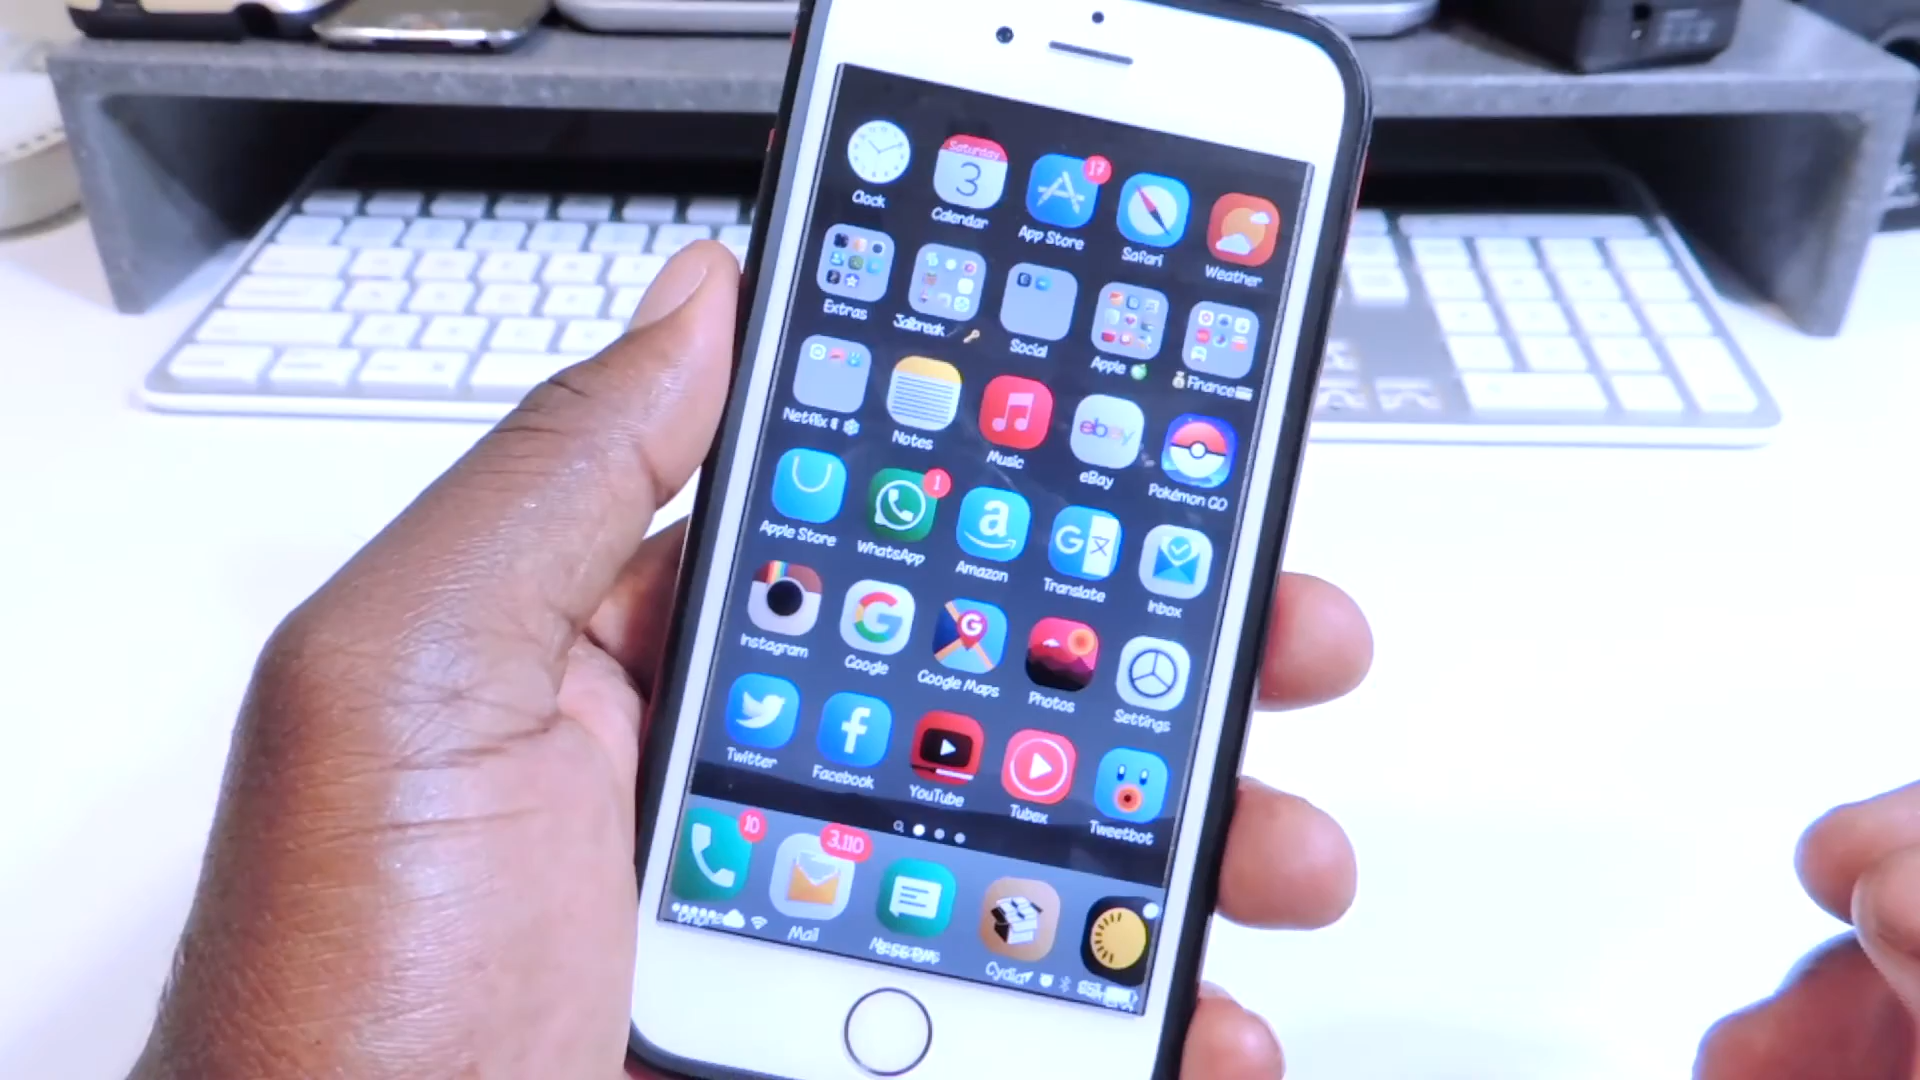 Saturday
3
17
Clock
Calendar
App Store
Safari
Weather
Extras
Jailbreak
Social
Apple
Finance
Netflix &
Notes
Music
ebay
eBay
Pokémon GO
1
a
G
Apple Store
WhatsApp
Amazon
Translate
Inbox
G
G
Instagram
Google
Google Maps
Photos
Settings
f
Twitter
Facebook
YouTube
Tubex
Tweetbot
10
3,110
Phone
Mail
Cydia